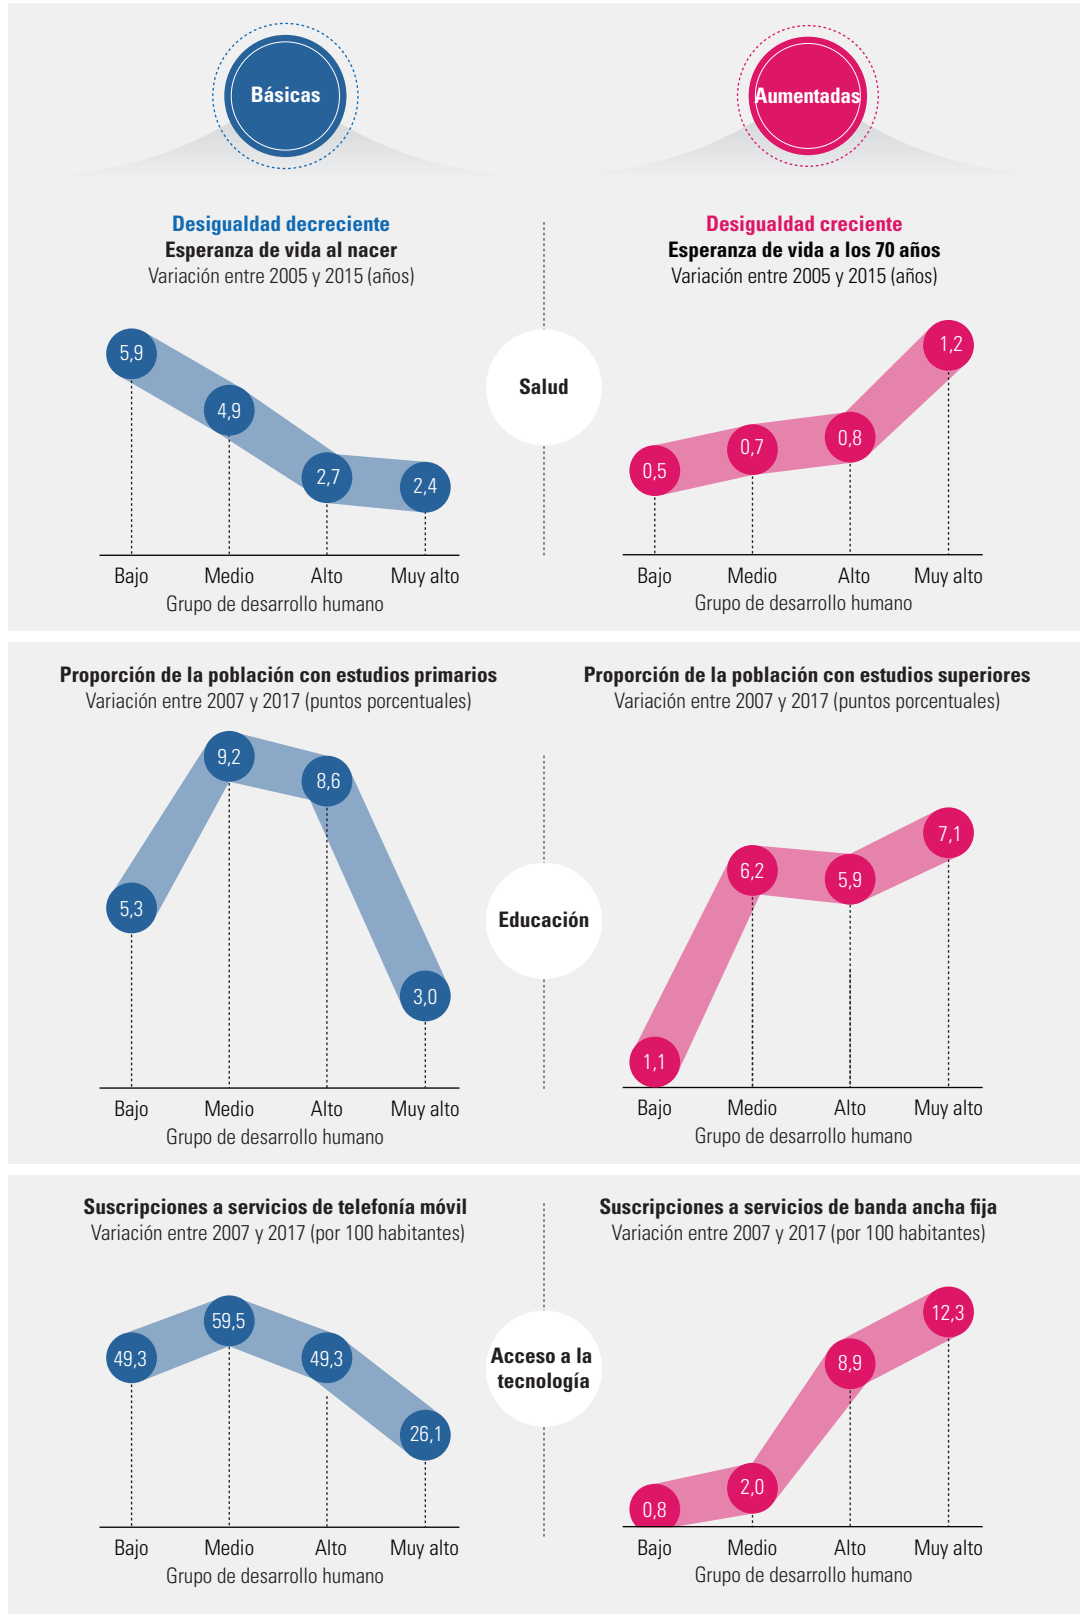 Básicas
Aumentadas
Desigualdad decreciente
Esperanza de vida al nacer
Variación entre 2005 y 2015 (años)
5,9
4,9
2,7
2,4
Bajo Medio Alto Muy alto
Grupo de desarrollo humano
Salud
Desigualdad creciente
Esperanza de vida a los 70 años
Variación entre 2005 y 2015 (años)
0,5
0,7
0,8
1,2
Bajo Medio Alto Muy alto
Grupo de desarrollo humano
Proporción de la población con estudios primarios
Variación entre 2007 y 2017 (puntos porcentuales)
5,3
9,2
8,6
3,0
Bajo Medio Alto Muy alto
Grupo de desarrollo humano
Educación
Proporción de la población con estudios superiores
Variación entre 2007 y 2017 (puntos porcentuales)
1,1
6,2
5,9
7,1
Bajo Medio Alto Muy alto
Grupo de desarrollo humano
Suscripciones a servicios de telefonía móvil
Variación entre 2007 y 2017 (por 100 habitantes)
49,3
59,5
49,3
26,1
Bajo Medio Alto Muy alto
Grupo de desarrollo humano
Acceso a la
tecnología
Suscripciones a servicios de banda ancha fija
Variación entre 2007 y 2017 (por 100 habitantes)
0,8
2,0
8,9
12,3
Bajo Medio Alto Muy alto
Grupo de desarrollo humano